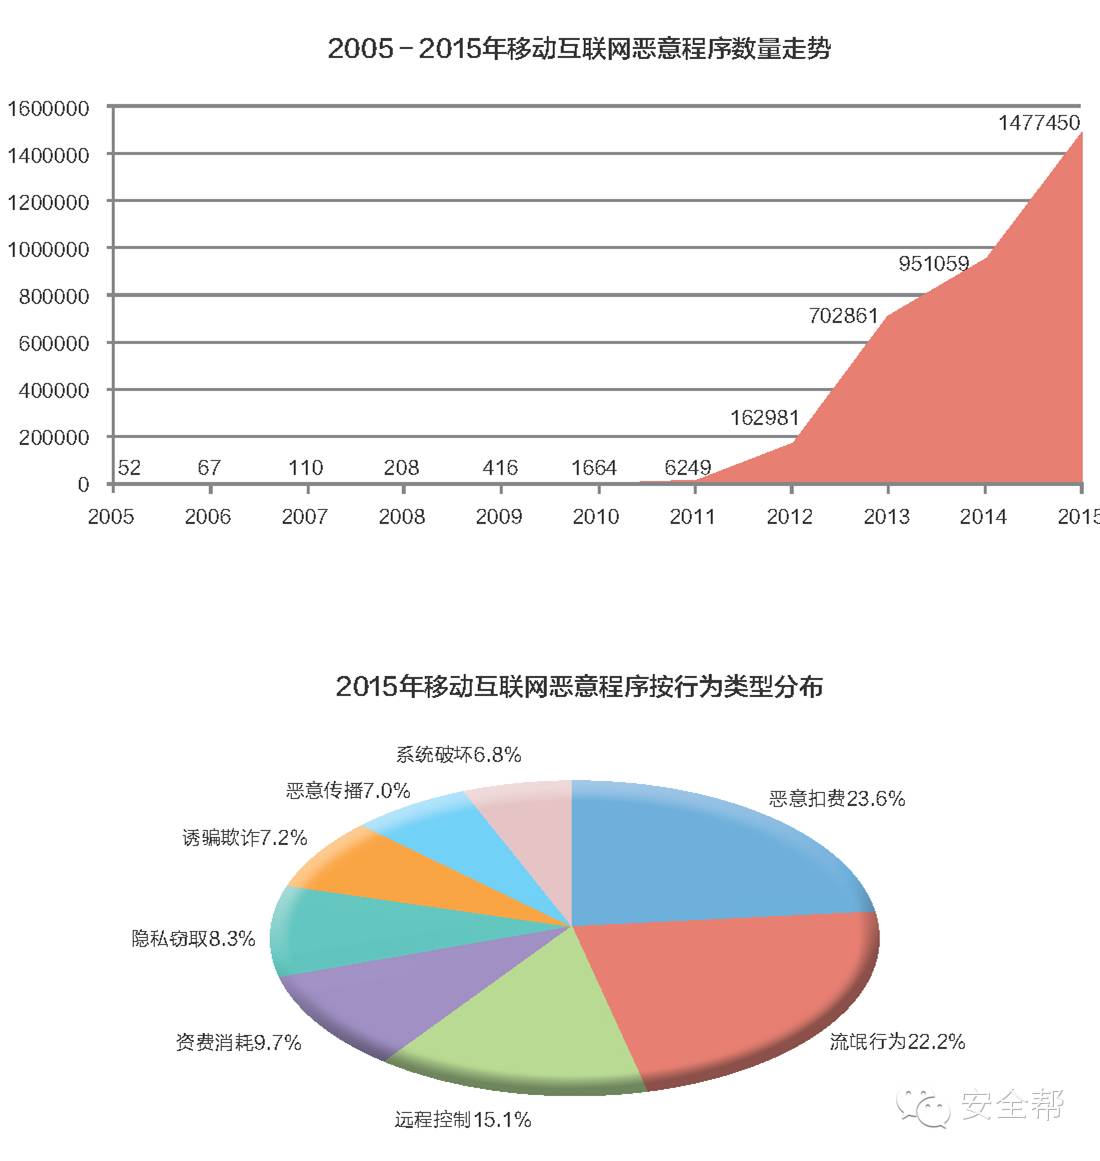 2005－2015年移动互联网恶意程序数量走势
1600000
1400000
1200000
1000000
800000
600000
400000
200000
0
52
67
110
208
416
1664
6249
162981
702861
951059
1477450
2005
2006
2007
2008
2009
2010
2011
2012
2013
2014
2015
2015年移动互联网恶意程序按行为类型分布
系统破坏6.8%
恶意传播7.0%
恶意扣费23.6%
诱骗欺诈7.2%
隐私窃取8.3%
资费消耗9.7%
流氓行为22.2%
远程控制15.1%
安全帮